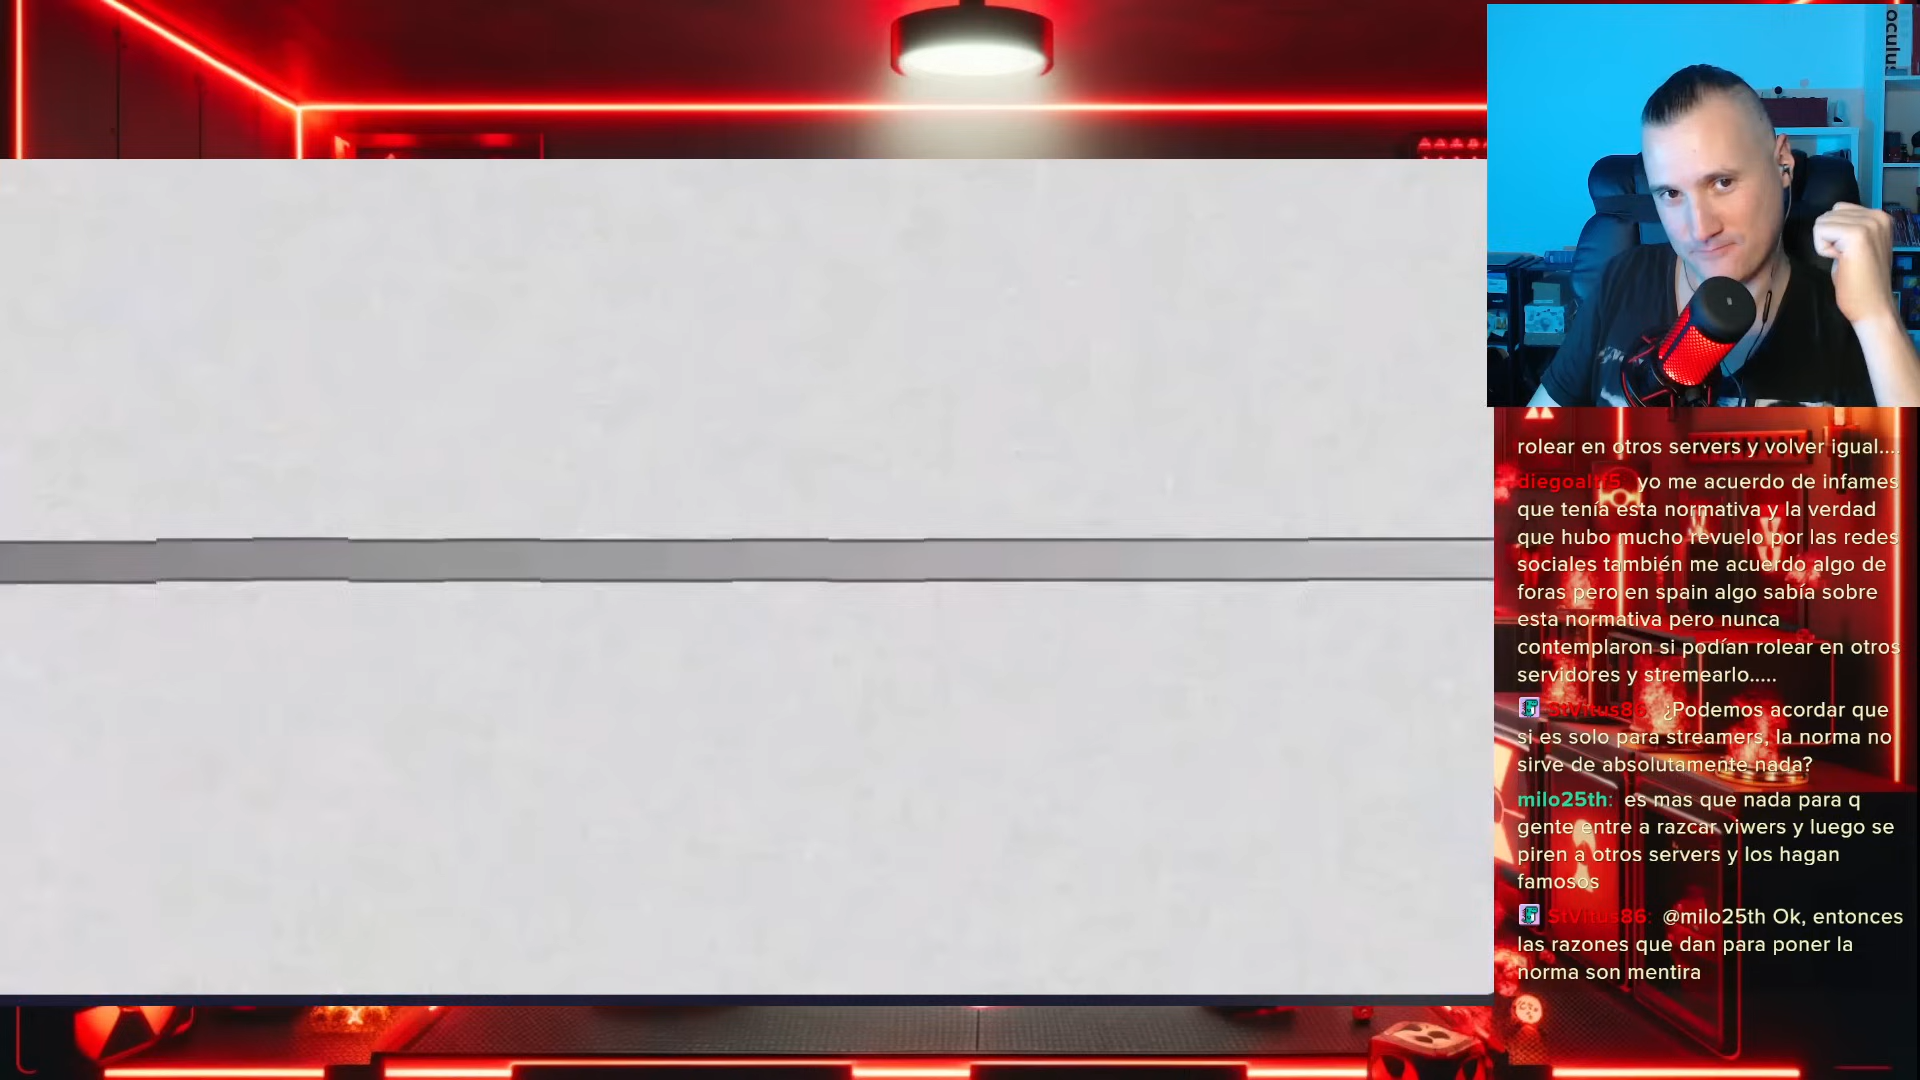 oculus
rolear en otros servers y volver igual....
diegoalff5: yo me acuerdo de infames
que tenía esta normativa y la verdad
que hubo mucho revuelo por las redes
sociales también me acuerdo algo de
foras pero en spain algo sabía sobre
esta normativa pero nunca
contemplaron si podían rolear en otros
servidores y stremearlo.....
StVitus86: ¿Podemos acordar que
si es solo para streamers, la norma no
sirve de absolutamente nada?
milo25th: es mas que nada para q
gente entre a razcar viwers y luego se
piren a otros servers y los hagan
famosos
StVitus86: @milo25th Ok, entonces
las razones que dan para poner la
norma son mentira